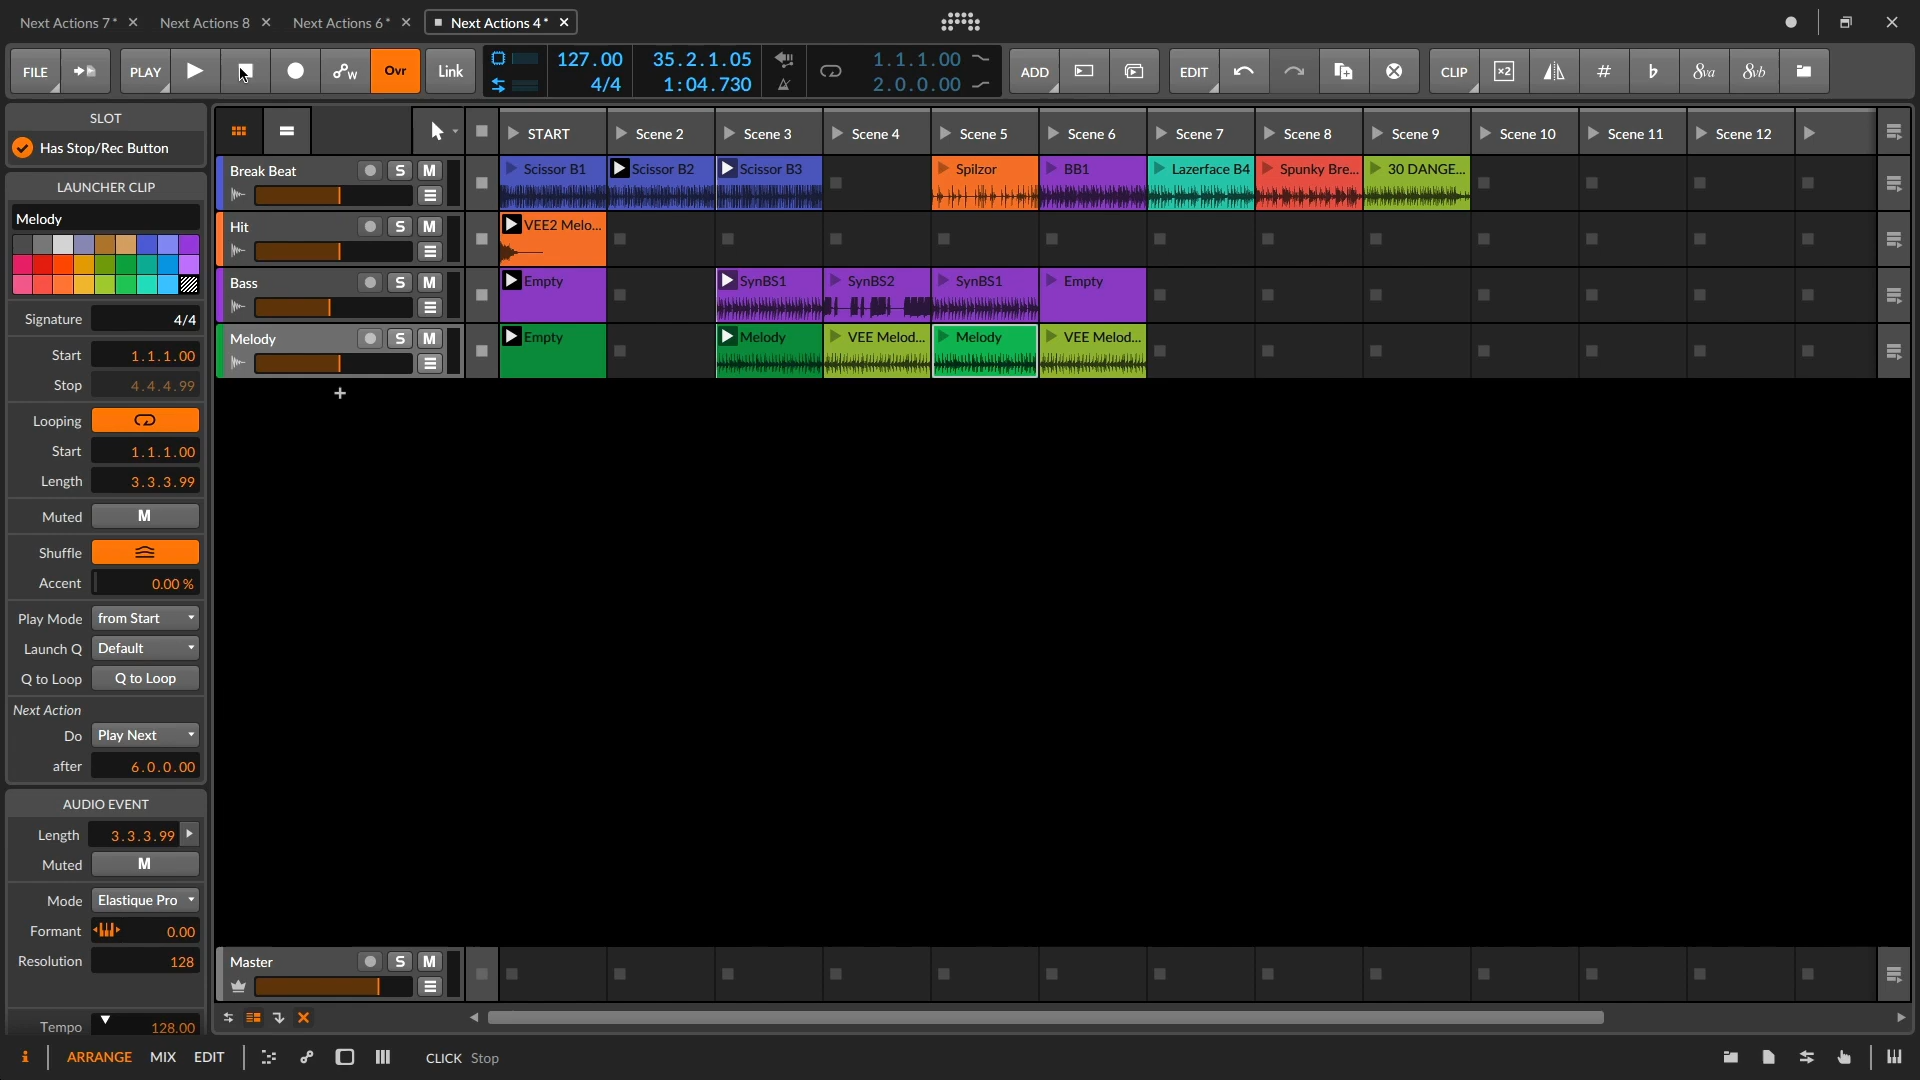 Next Actions 7* Next Actions 8 Next Actions 6* Next Actions 4*
FILE PLAY Ovr Link 127.00 4/4 35.2.1.05 1:04.730 1.1.1.00 2.0.0.00 ADD EDIT CLIP ×2 # ♭ 8va 8vb
SLOT
Has Stop/Rec Button
LAUNCHER CLIP
Melody
Signature 4/4
Start 1.1.1.00
Stop 4.4.4.99
Looping
Start 1.1.1.00
Length 3.3.3.99
Muted M
Shuffle
Accent 0.00 %
Play Mode from Start
Launch Q Default
Q to Loop Q to Loop
Next Action
Do Play Next
after 6.0.0.00
AUDIO EVENT
Length 3.3.3.99
Muted M
Mode Elastique Pro
Formant 0.00
Resolution 128
Tempo 128.00
START Scene 2 Scene 3 Scene 4 Scene 5 Scene 6 Scene 7 Scene 8 Scene 9 Scene 10 Scene 11 Scene 12
Break Beat S M Scissor B1 Scissor B2 Scissor B3 Spilzor BB1 Lazerface B4 Spunky Bre... 30 DANGE...
Hit S M VEE2 Melo...
Bass S M Empty SynBS1 SynBS2 SynBS1 Empty
Melody S M Empty Melody VEE Melod... Melody VEE Melod...
+
Master S M
i ARRANGE MIX EDIT CLICK Stop